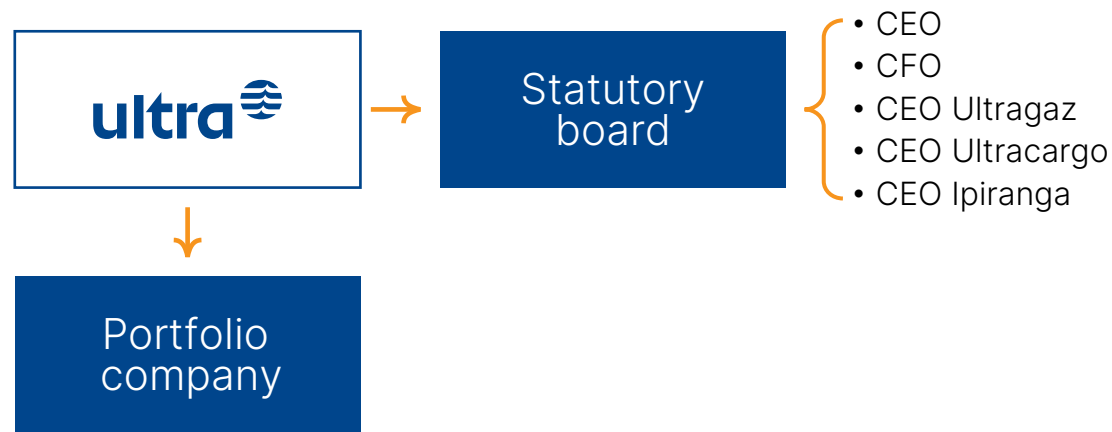 ultra
Statutory
board
• CEO
• CFO
• CEO Ultragaz
• CEO Ultracargo
• CEO Ipiranga
Portfolio
company